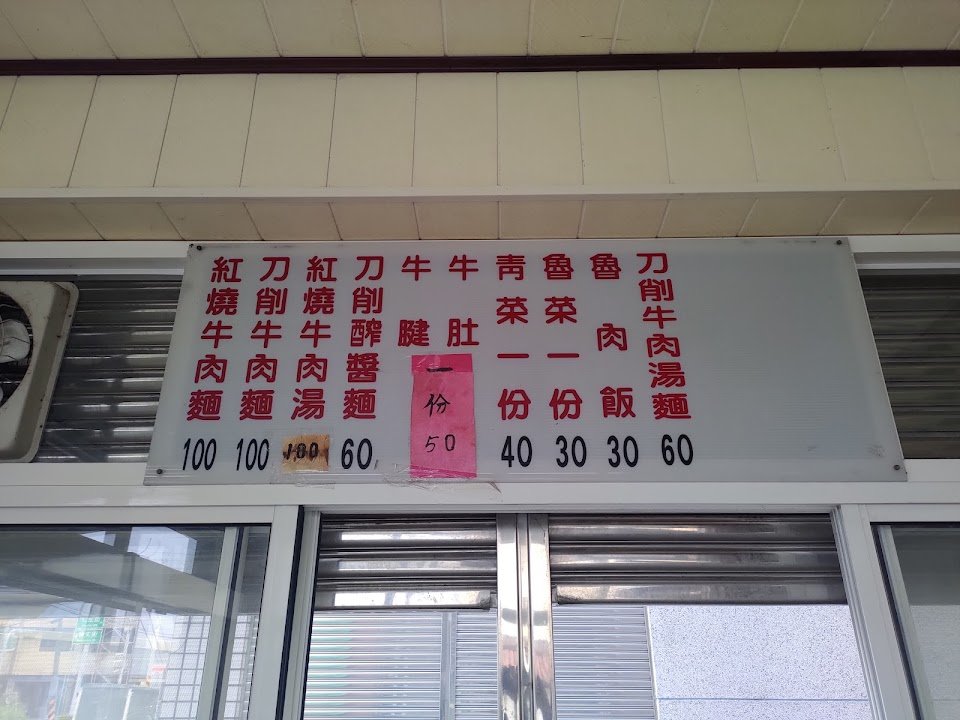 紅燒牛肉麵 100
刀削牛肉麵 100
紅燒牛肉湯 100
刀削醡醬麵 60
牛腱
牛肚
一份 50
青菜一份 40
魯菜一份 30
魯肉飯 30
刀削牛肉湯麵 60